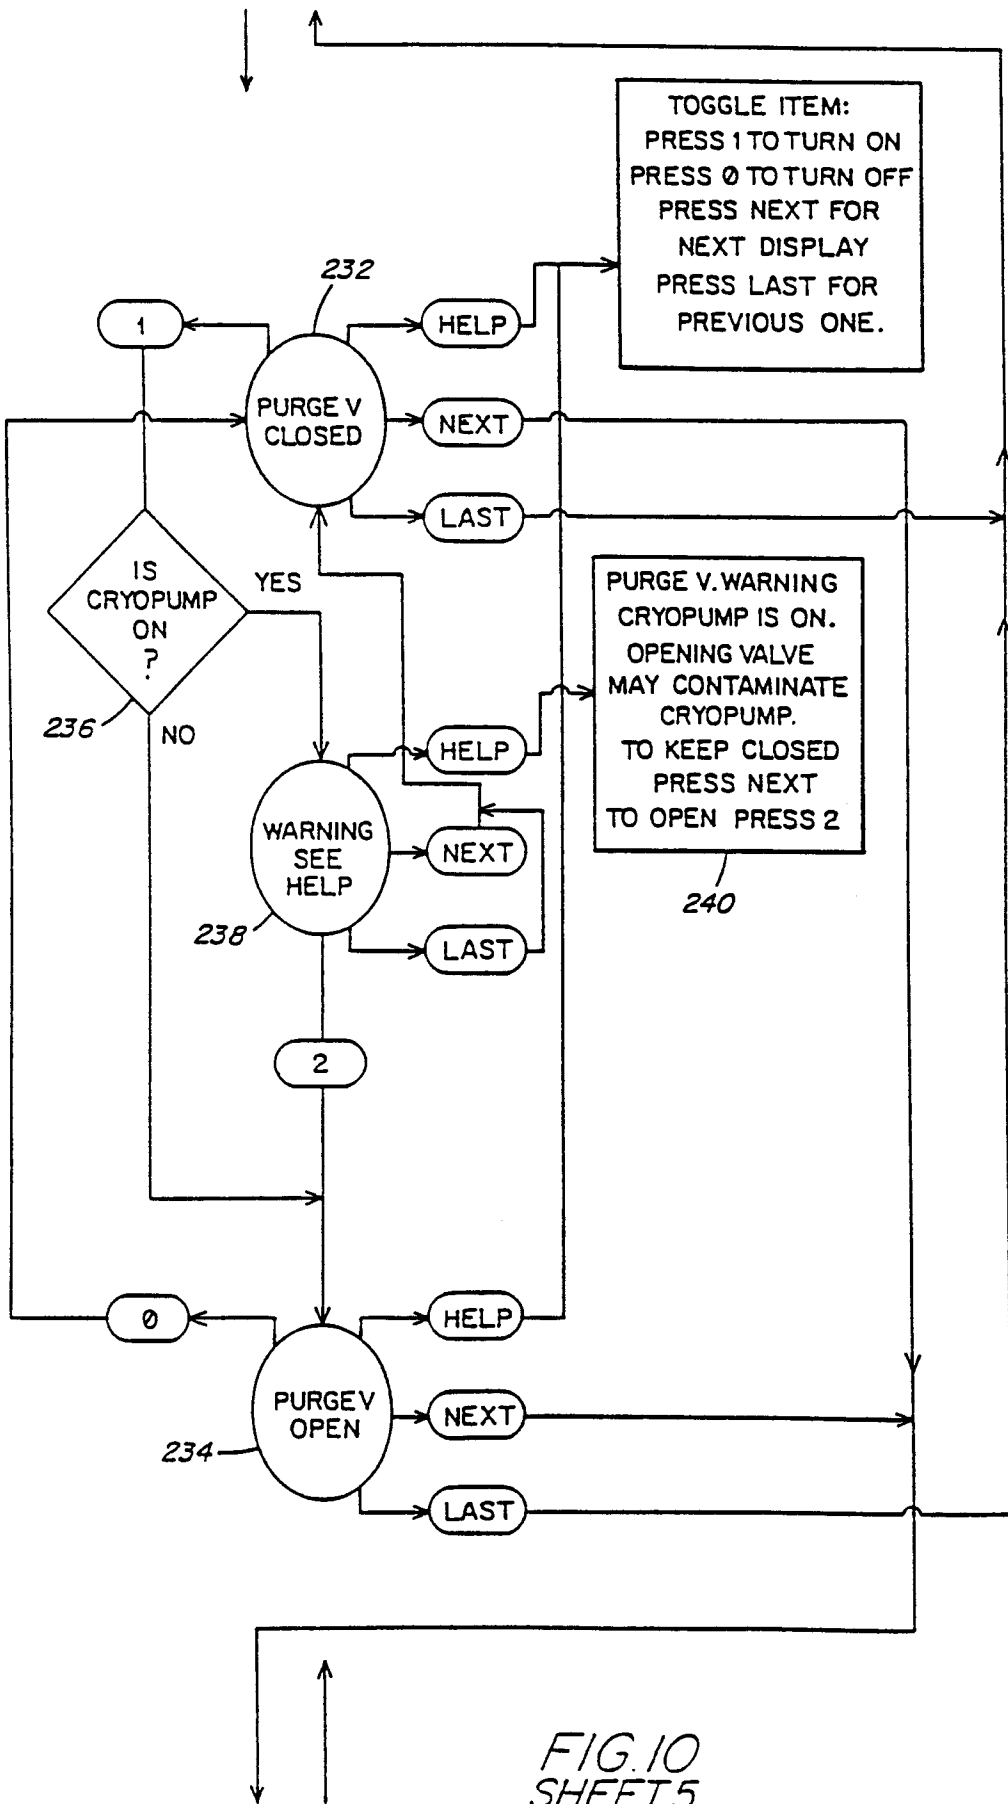 TOGGLE ITEM:
PRESS 1 TO TURN ON
PRESS 0 TO TURN OFF
PRESS NEXT FOR
NEXT DISPLAY
PRESS LAST FOR
PREVIOUS ONE.
232
1
HELP
PURGE V
CLOSED
NEXT
LAST
IS
CRYOPUMP
ON
?
YES
236
NO
PURGE V. WARNING
CRYOPUMP IS ON.
OPENING VALVE
MAY CONTAMINATE
CRYOPUMP.
TO KEEP CLOSED
PRESS NEXT
TO OPEN PRESS 2
240
HELP
WARNING
SEE
HELP
NEXT
238
LAST
2
0
HELP
PURGE V
OPEN
NEXT
234
LAST
FIG. 10
SHEET 5